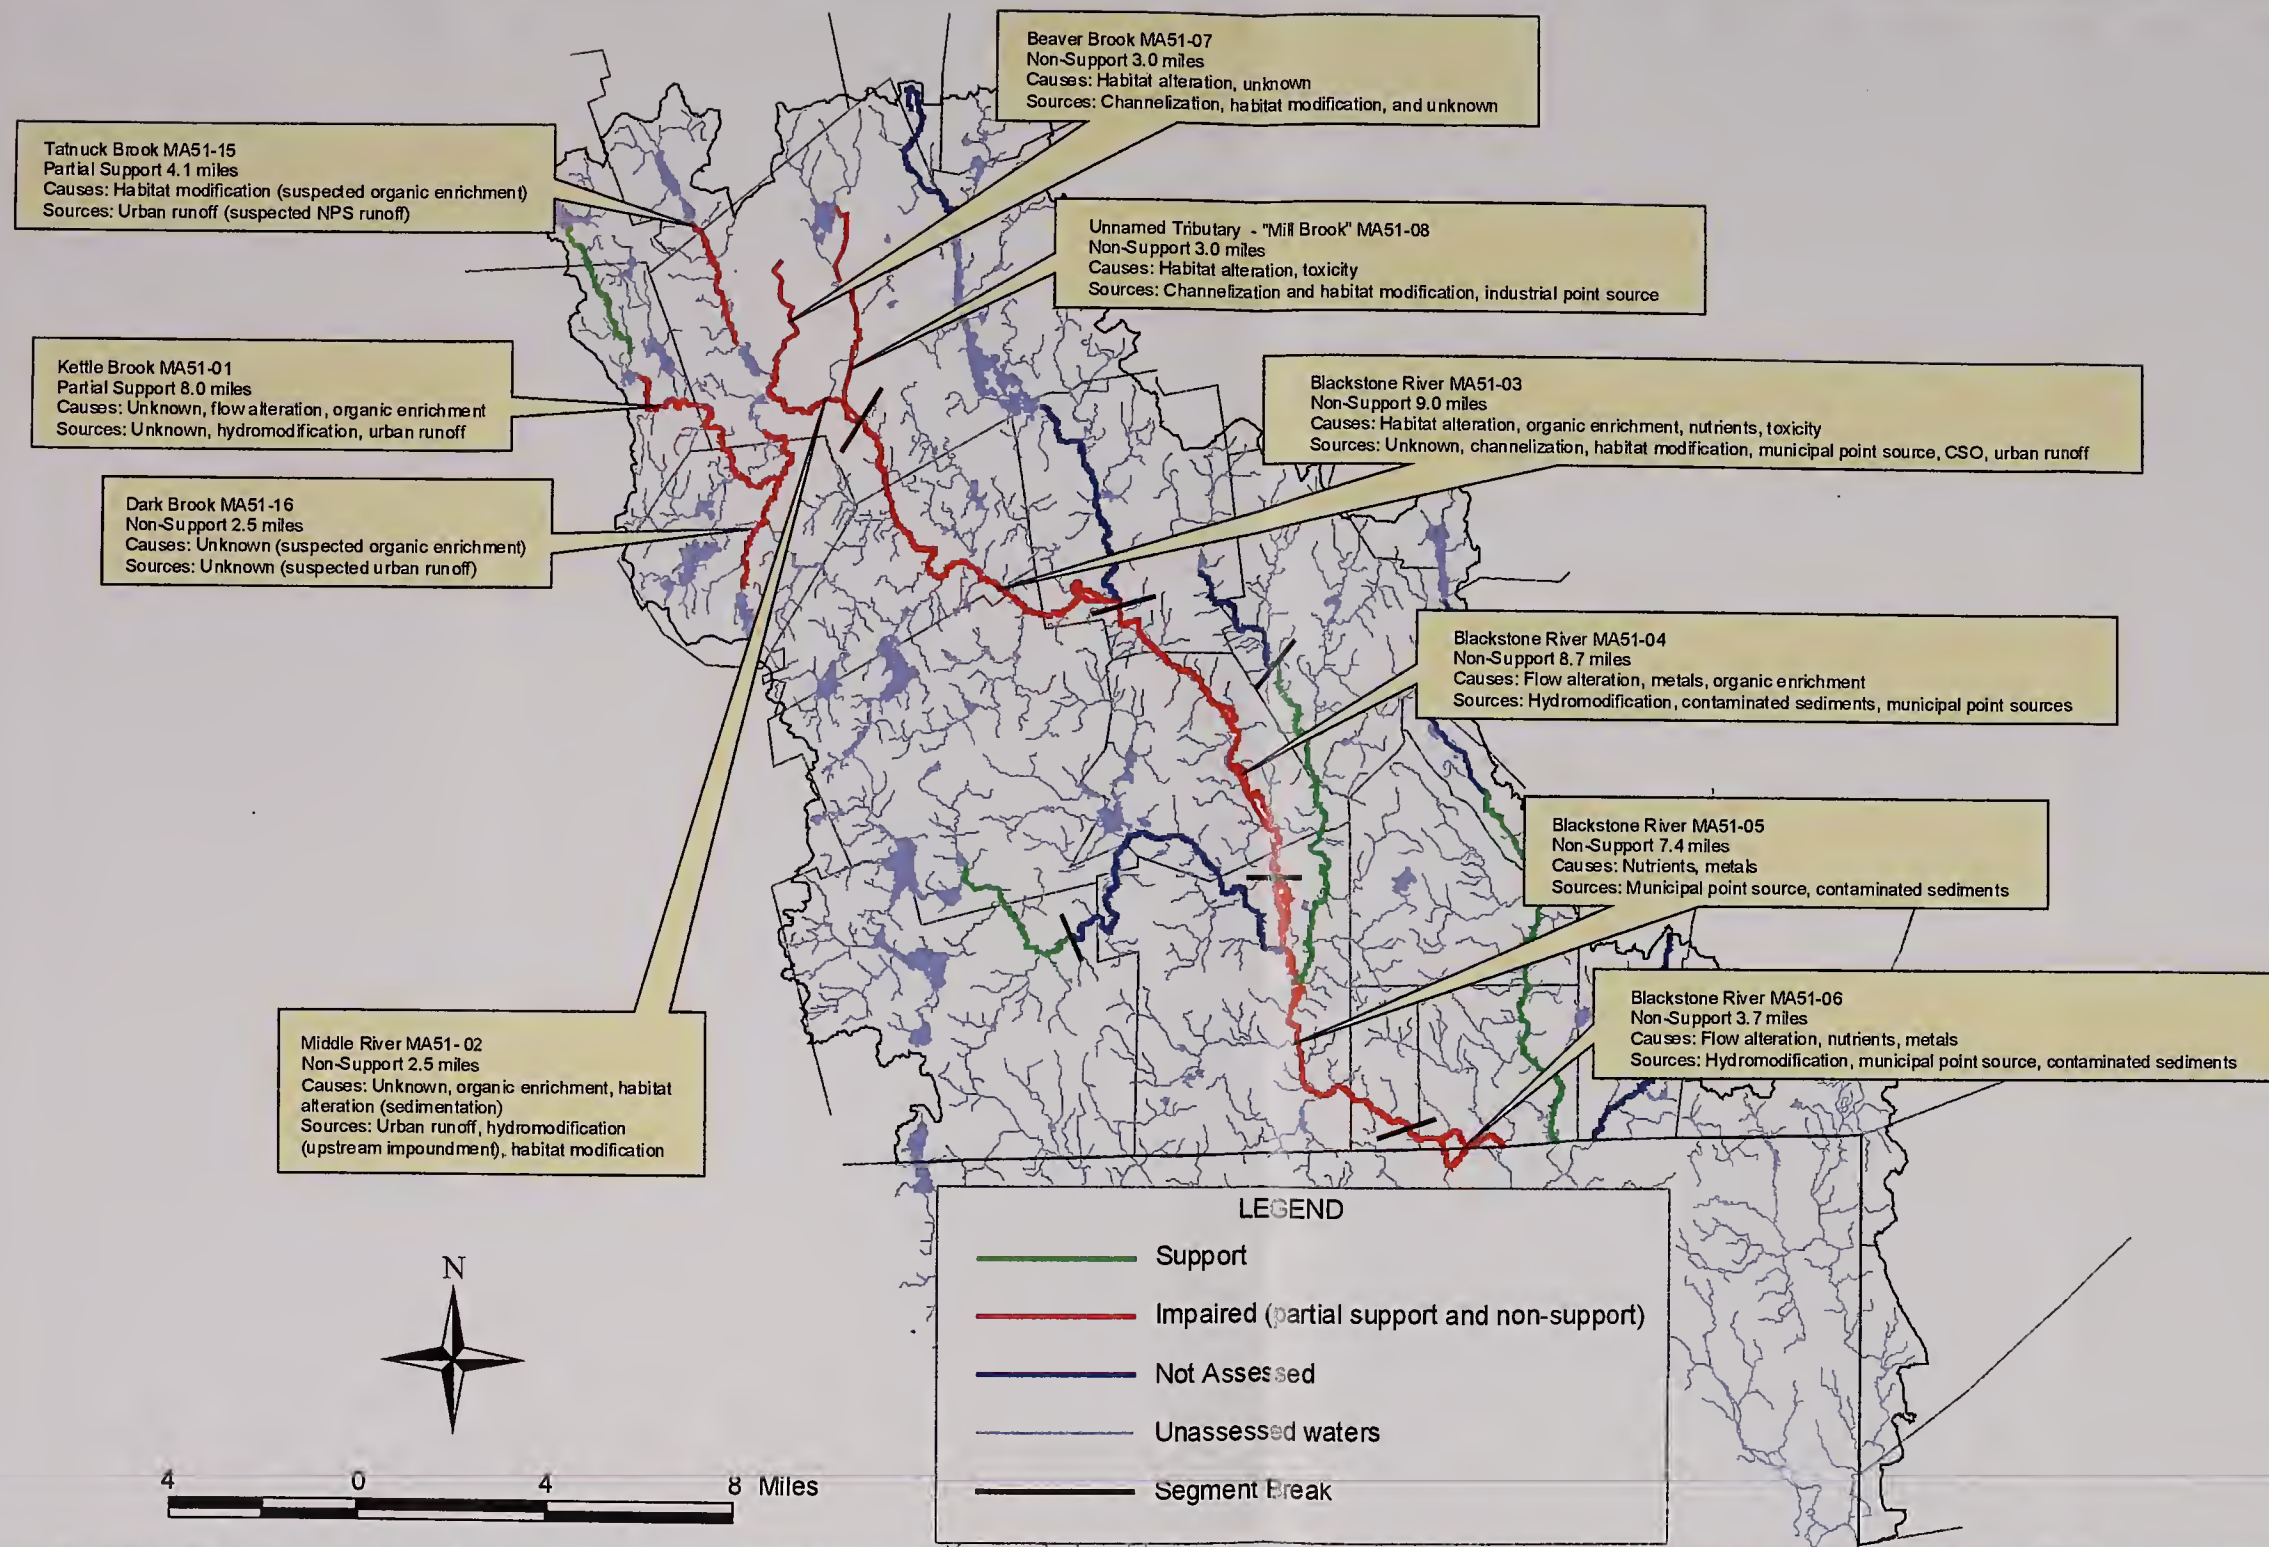 Beaver Brook MA51-07
Non-Support 3.0 miles
Causes: Habitat alteration, unknown
Sources: Channelization, habitat modification, and unknown
Tatnuck Brook MA51-15
Partial Support 4.1 miles
Causes: Habitat modification (suspected organic enrichment)
Sources: Urban runoff (suspected NPS runoff)
Unnamed Tributary - "Mill Brook" MA51-08
Non-Support 3.0 miles
Causes: Habitat alteration, toxicity
Sources: Channelization and habitat modification, industrial point source
Kettle Brook MA51-01
Partial Support 8.0 miles
Causes: Unknown, flow alteration, organic enrichment
Sources: Unknown, hydromodification, urban runoff
Blackstone River MA51-03
Non-Support 9.0 miles
Causes: Habitat alteration, organic enrichment, nutrients, toxicity
Sources: Unknown, channelization, habitat modification, municipal point source, CSO, urban runoff
Dark Brook MA51-16
Non-Support 2.5 miles
Causes: Unknown (suspected organic enrichment)
Sources: Unknown (suspected urban runoff)
Blackstone River MA51-04
Non-Support 8.7 miles
Causes: Flow alteration, metals, organic enrichment
Sources: Hydromodification, contaminated sediments, municipal point sources
Blackstone River MA51-05
Non-Support 7.4 miles
Causes: Nutrients, metals
Sources: Municipal point source, contaminated sediments
Blackstone River MA51-06
Non-Support 3.7 miles
Causes: Flow alteration, nutrients, metals
Sources: Hydromodification, municipal point source, contaminated sediments
Middle River MA51-02
Non-Support 2.5 miles
Causes: Unknown, organic enrichment, habitat
alteration (sedimentation)
Sources: Urban runoff, hydromodification
(upstream impoundment), habitat modification
LEGEND
Support
Impaired (partial support and non-support)
Not Assessed
Unassessed waters
Segment Break
N
4 0 4 8 Miles